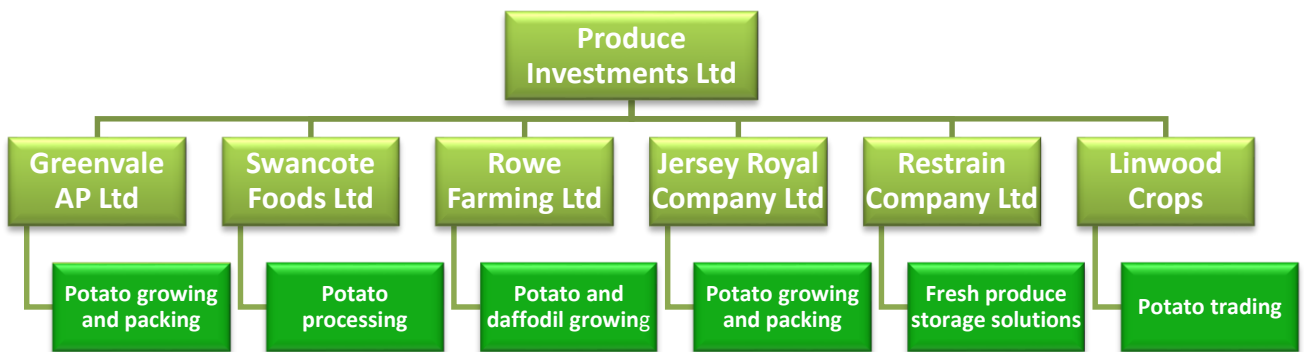 Produce
Investments Ltd
Greenvale
AP Ltd
Swancote
Foods Ltd
Rowe
Farming Ltd
Jersey Royal
Company Ltd
Restrain
Company Ltd
Linwood
Crops
Potato growing
and packing
Potato
processing
Potato and
daffodil growing
Potato growing
and packing
Fresh produce
storage solutions
Potato trading